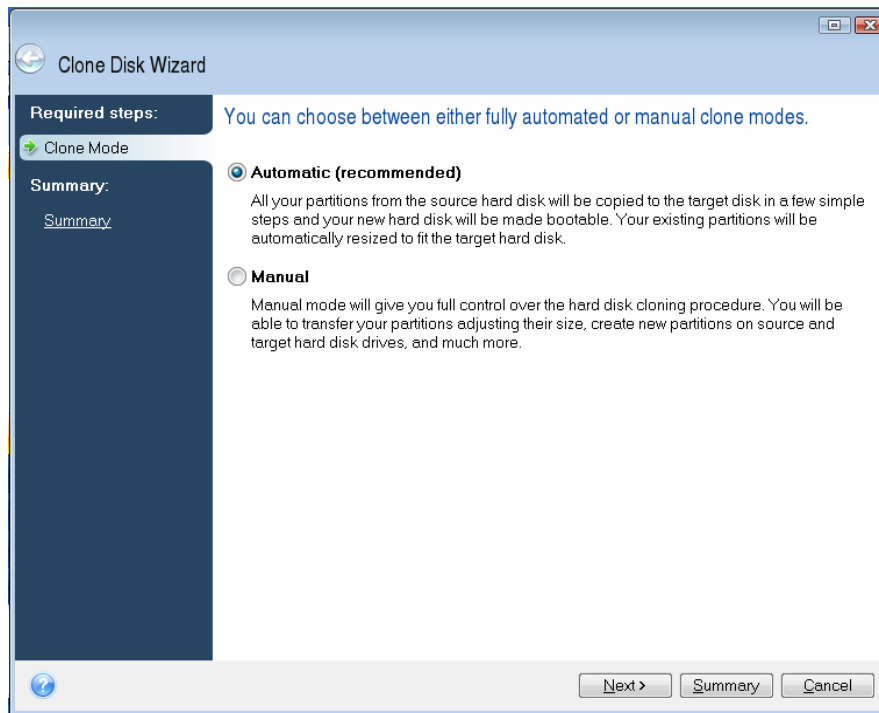 Clone Disk Wizard
Required steps:
Clone Mode
Summary:
Summary
You can choose between either fully automated or manual clone modes.
Automatic (recommended)
All your partitions from the source hard disk will be copied to the target disk in a few simple
steps and your new hard disk will be made bootable. Your existing partitions will be
automatically resized to fit the target hard disk.
Manual
Manual mode will give you full control over the hard disk cloning procedure. You will be
able to transfer your partitions adjusting their size, create new partitions on source and
target hard disk drives, and much more.
?
Next >
Summary
Cancel